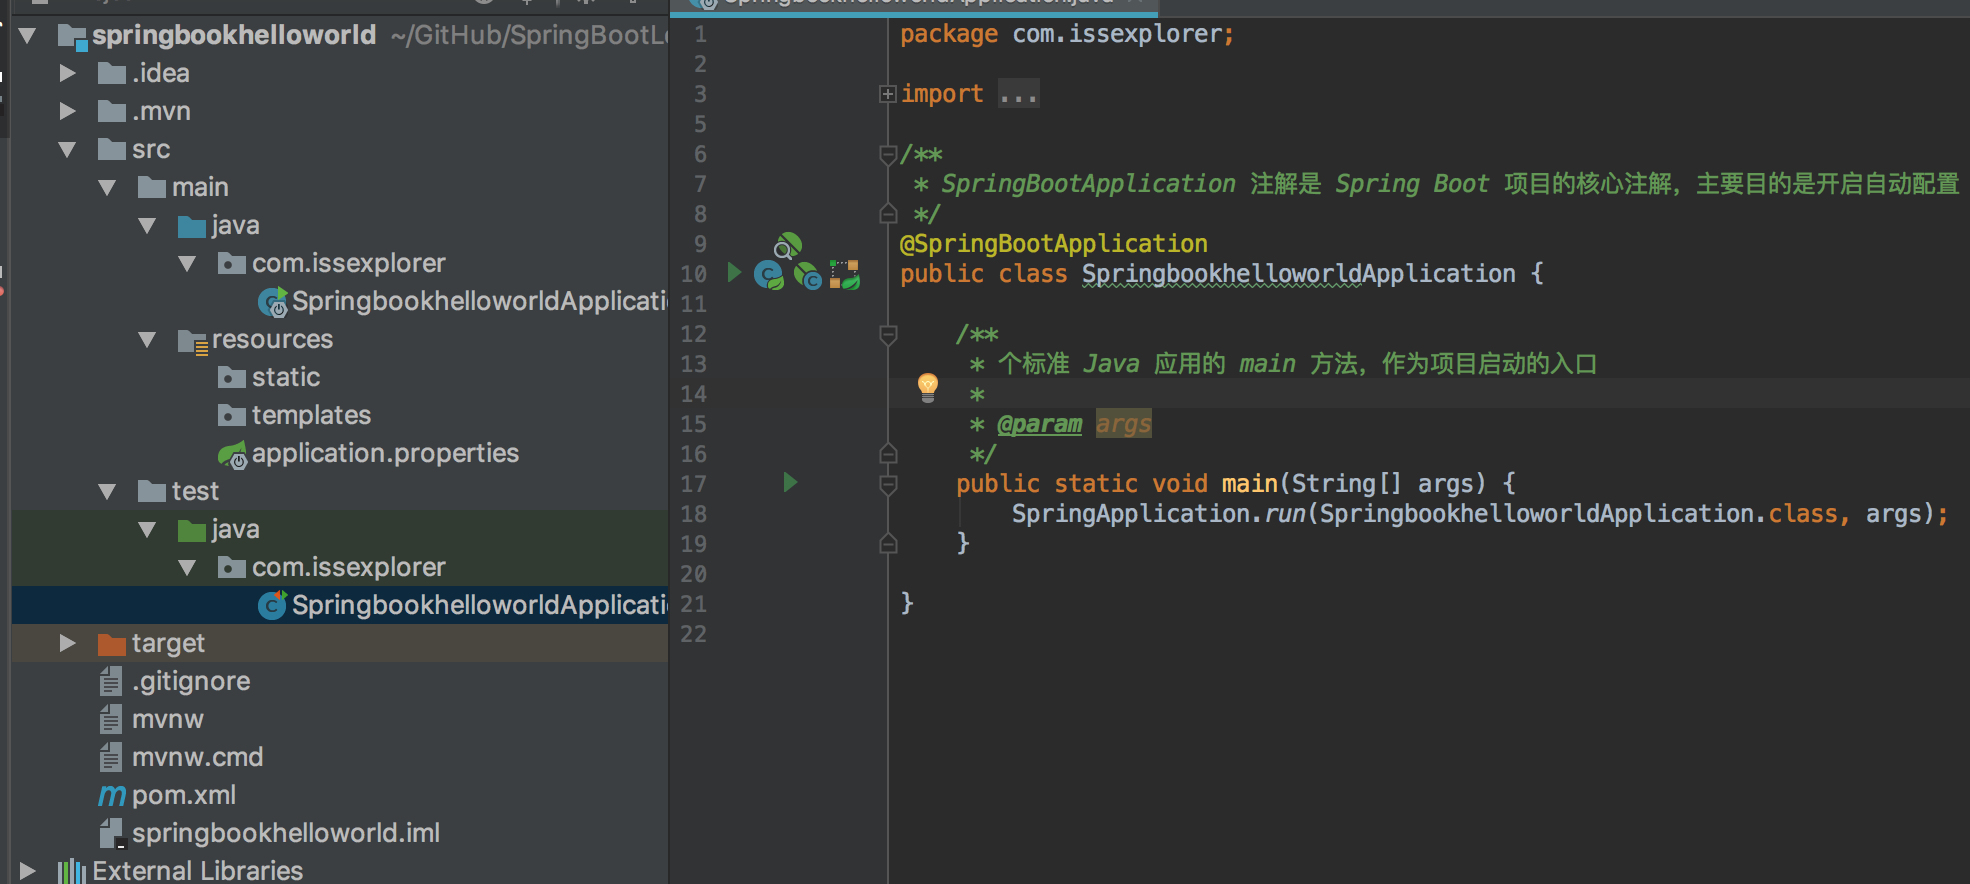 springbookhelloworld ~/GitHub/SpringBootL
.idea
.mvn
src
main
java
com.issexplorer
SpringbookhelloworldApplicati
resources
static
templates
application.properties
test
java
com.issexplorer
SpringbookhelloworldApplicati
target
.gitignore
mvnw
mvnw.cmd
pom.xml
springbookhelloworld.iml
External Libraries
SpringbookhelloworldApplication.java
1 package com.issexplorer;
2
3 import ...
5
6 /**
7 * SpringBootApplication 注解是 Spring Boot 项目的核心注解，主要目的是开启自动配置
8 */
9 @SpringBootApplication
10 public class SpringbookhelloworldApplication {
11
12 /**
13 * 个标准 Java 应用的 main 方法，作为项目启动的入口
14 *
15 * @param args
16 */
17 public static void main(String[] args) {
18 SpringApplication.run(SpringbookhelloworldApplication.class, args);
19 }
20
21 }
22